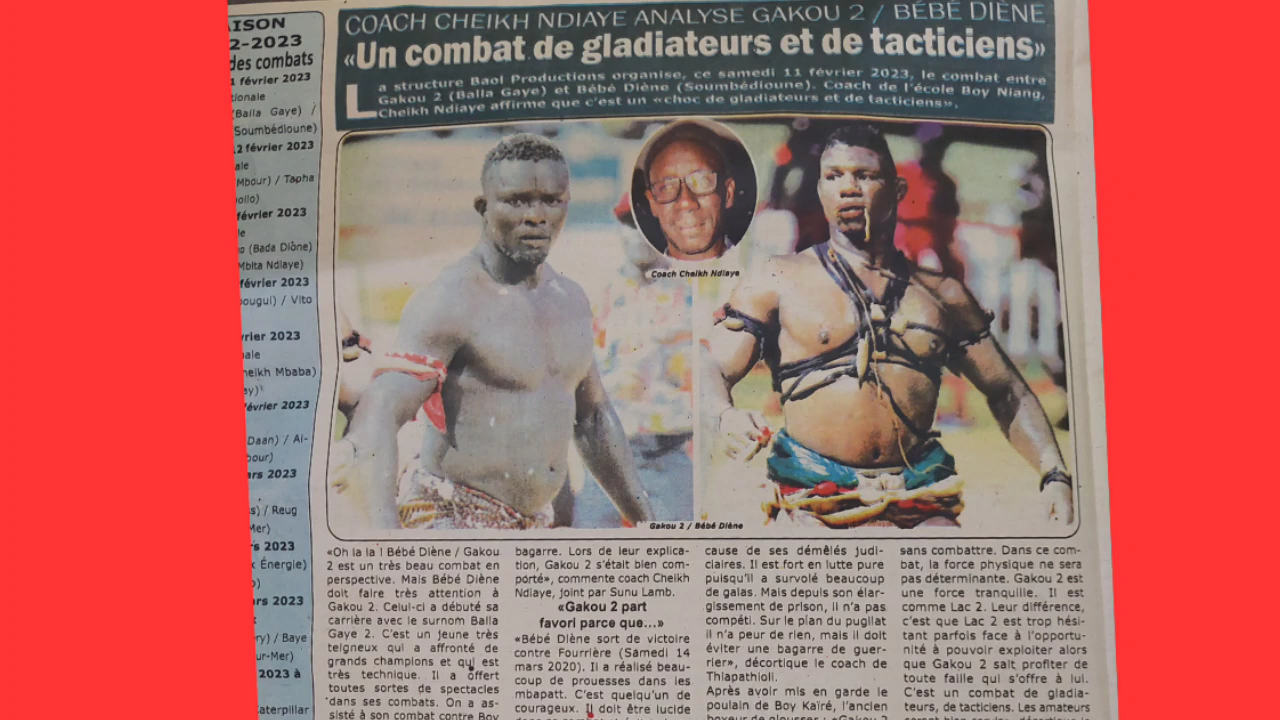 AISON
2-2023
des combats
1 février 2023
tionale
(Balla Gaye) /
Soumbédioune)
12 février 2023
ale
Mbour) / Tapha
ollo)
février 2023
le
(Bada Diène)
Mbita Ndiaye)
février 2023
ougui) / Vito
vrier 2023
ale
heikh Mbaba)
ay)
février 2023
Daan) / Al-
bour)
ars 2023
s) / Reug
Mer)
s 2023
x Énergie)
o)
ars 2023
ry) / Baye
ur-Mer)
2023 à
Caterpillar
COACH CHEIKH NDIAYE ANALYSE GAKOU 2 / BÉBÉ DIÈNE
«Un combat de gladiateurs et de tacticiens»
La structure Baol Productions organise, ce samedi 11 février 2023, le combat entre
Gakou 2 (Balla Gaye) et Bébé Diène (Soumbédioune). Coach de l'école Boy Niang,
Cheikh Ndiaye affirme que c'est un «choc de gladiateurs et de tacticiens».
Coach Cheikh Ndiaye
Gakou 2 / Bébé Diène
«Oh la la ! Bébé Diène / Gakou
2 est un très beau combat en
perspective. Mais Bébé Diène
doit faire très attention à
Gakou 2. Celui-ci a débuté sa
carrière avec le surnom Balla
Gaye 2. C'est un jeune très
teigneux qui a affronté de
grands champions et qui est
très technique. Il a offert
toutes sortes de spectacles
dans ses combats. On a as-
sisté à son combat contre Boy
bagarre. Lors de leur explica-
tion, Gakou 2 s'était bien com-
porté», commente coach Cheikh
Ndiaye, joint par Sunu Lamb.
«Gakou 2 part
favori parce que...»
«Bébé Diène sort de victoire
contre Fourrière (Samedi 14
mars 2020). Il a réalisé beau-
coup de prouesses dans les
mbapatt. C'est quelqu'un de
courageux. Il doit être lucide
cause de ses démêlés judi-
ciaires. Il est fort en lutte pure
puisqu'il a survolé beaucoup
de galas. Mais depuis son élar-
gissement de prison, il n'a pas
compéti. Sur le plan du pugilat
il n'a peur de rien, mais il doit
éviter une bagarre de guer-
rier», décortique le coach de
Thiapathioli.
Après avoir mis en garde le
poulain de Boy Kaïré, l'ancien
boxeur de glousser : «Gakou 2
sans combattre. Dans ce com-
bat, la force physique ne sera
pas déterminante. Gakou 2 est
une force tranquille. Il est
comme Lac 2. Leur différence,
c'est que Lac 2 est trop hési-
tant parfois face à l'opportu-
nité à pouvoir exploiter alors
que Gakou 2 sait profiter de
toute faille qui s'offre à lui.
C'est un combat de gladia-
teurs, de tacticiens. Les amateurs